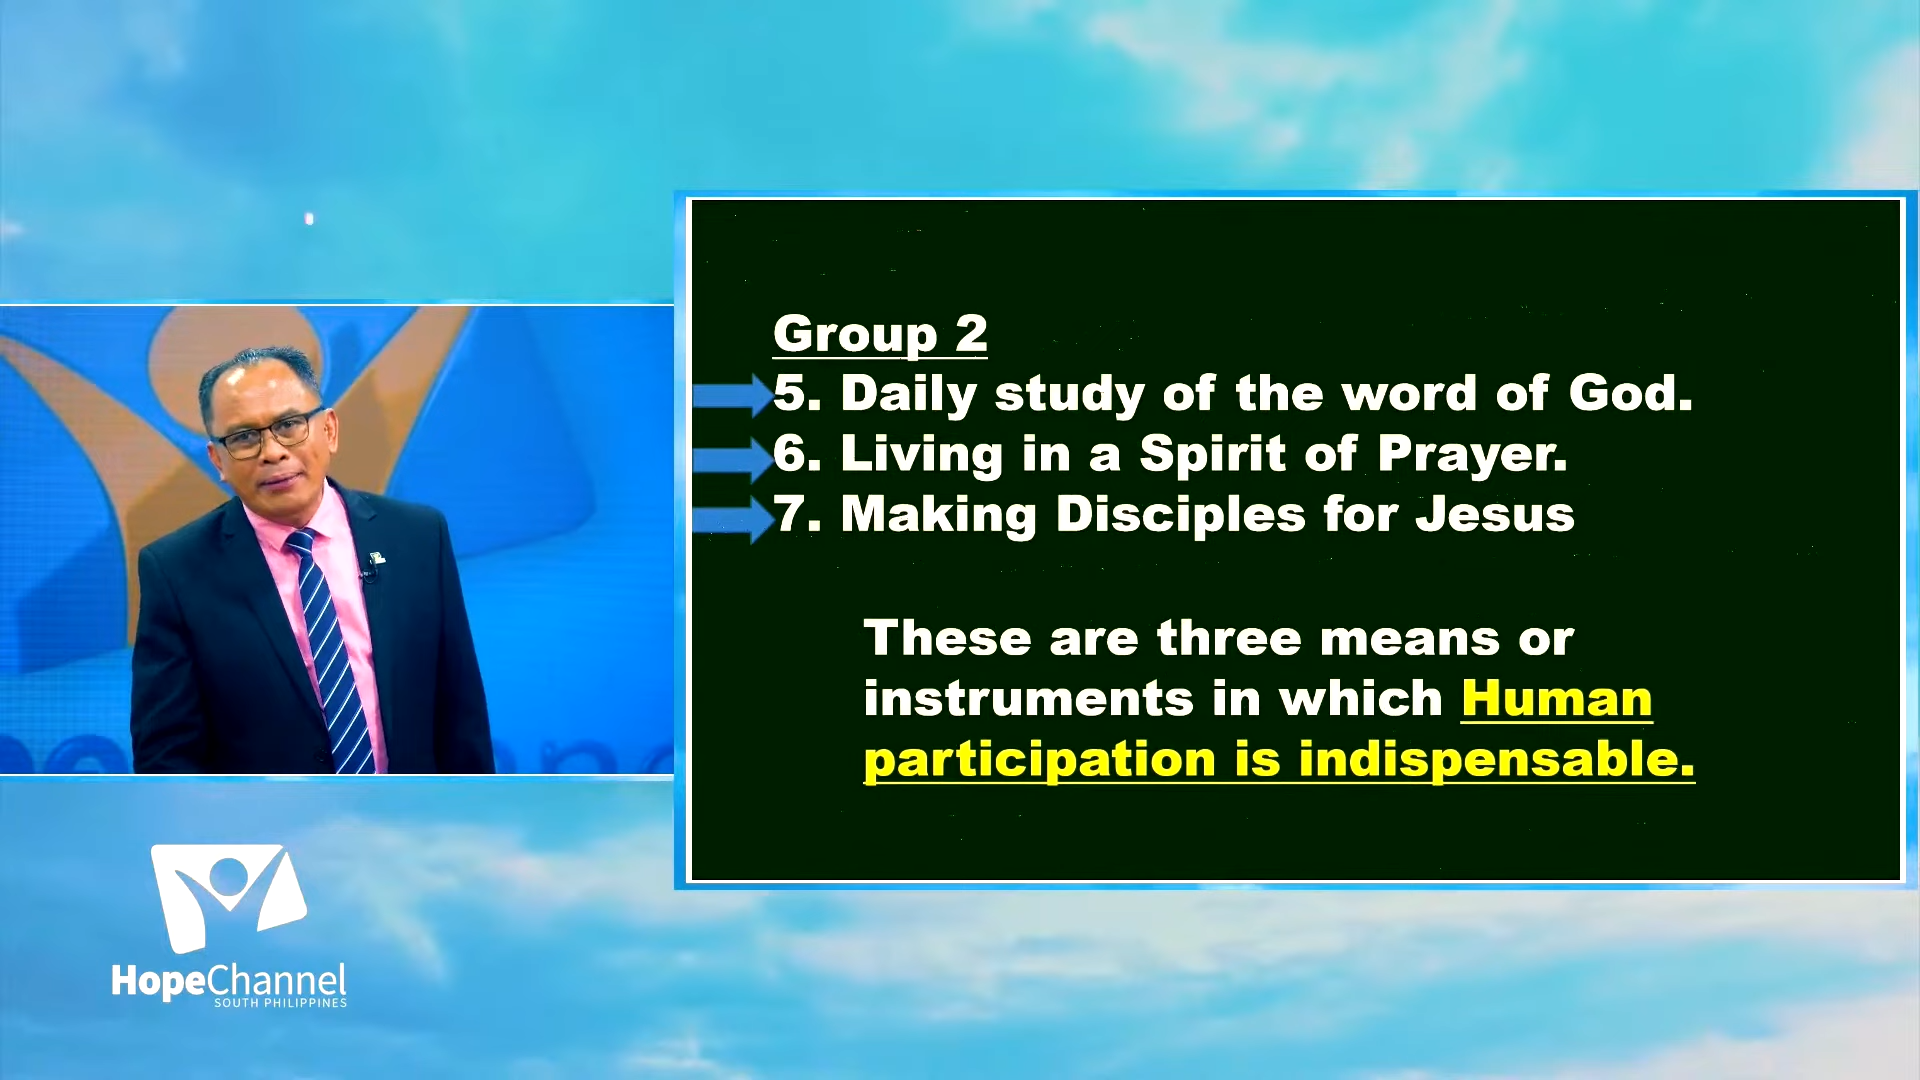 Group 2
5. Daily study of the word of God.
6. Living in a Spirit of Prayer.
7. Making Disciples for Jesus
These are three means or
instruments in which Human
participation is indispensable.
HopeChannel
SOUTH PHILIPPINES